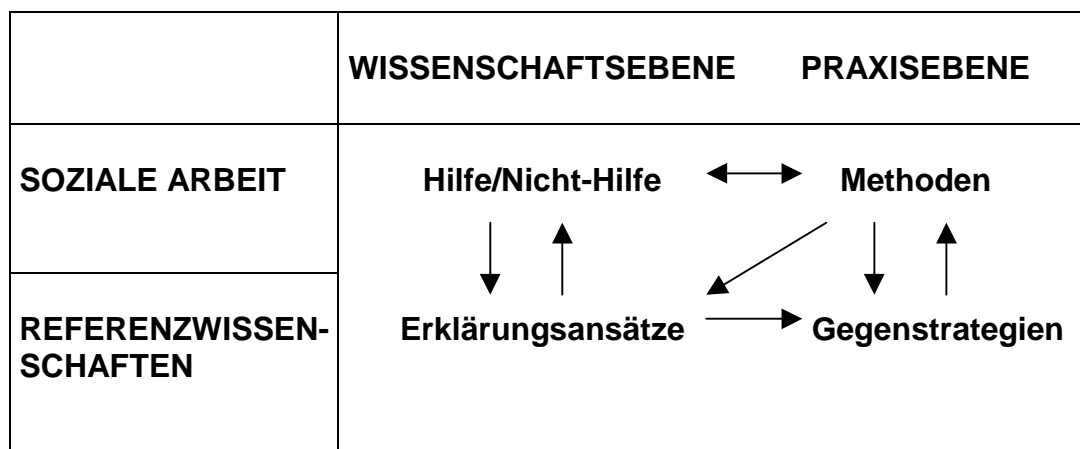 WISSENSCHAFTSEBENE PRAXISEBENE
SOZIALE ARBEIT Hilfe/Nicht-Hilfe Methoden
REFERENZWISSEN- Erklärungsansätze Gegenstrategien
SCHAFTEN